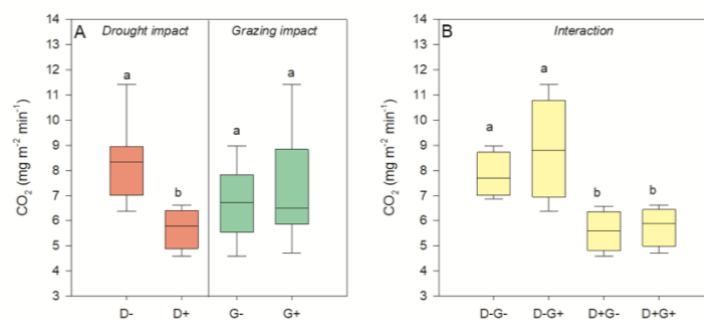 A
Drought impact
Grazing impact
CO₂ (mg m⁻² min⁻¹)
14
13
12
11
10
9
8
7
6
5
4
3
a
b
a
a
D-
D+
G-
G+
B
Interaction
CO₂ (mg m⁻² min⁻¹)
14
13
12
11
10
9
8
7
6
5
4
3
a
a
b
b
D-G-
D-G+
D+G-
D+G+